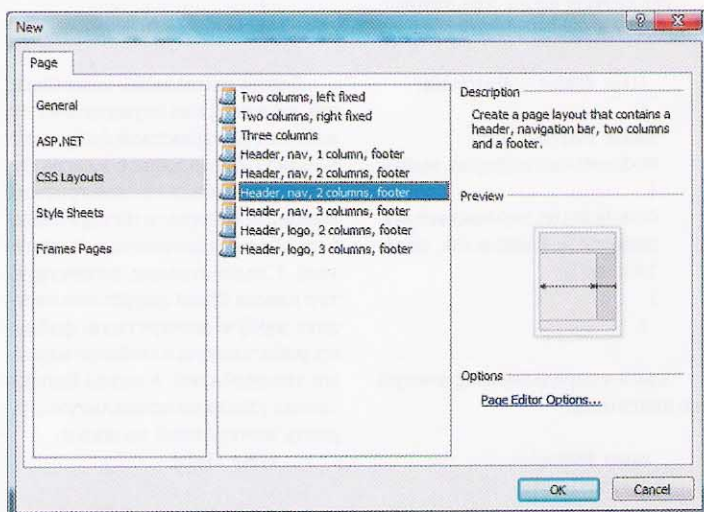 New
Page
General
ASP.NET
CSS Layouts
Style Sheets
Frames Pages
Two columns, left fixed
Two columns, right fixed
Three columns
Header, nav, 1 column, footer
Header, nav, 2 columns, footer
Header, nav, 2 columns, footer
Header, nav, 3 columns, footer
Header, logo, 2 columns, footer
Header, logo, 3 columns, footer
Description
Create a page layout that contains a
header, navigation bar, two columns
and a footer.
Preview
Options
Page Editor Options...
OK
Cancel